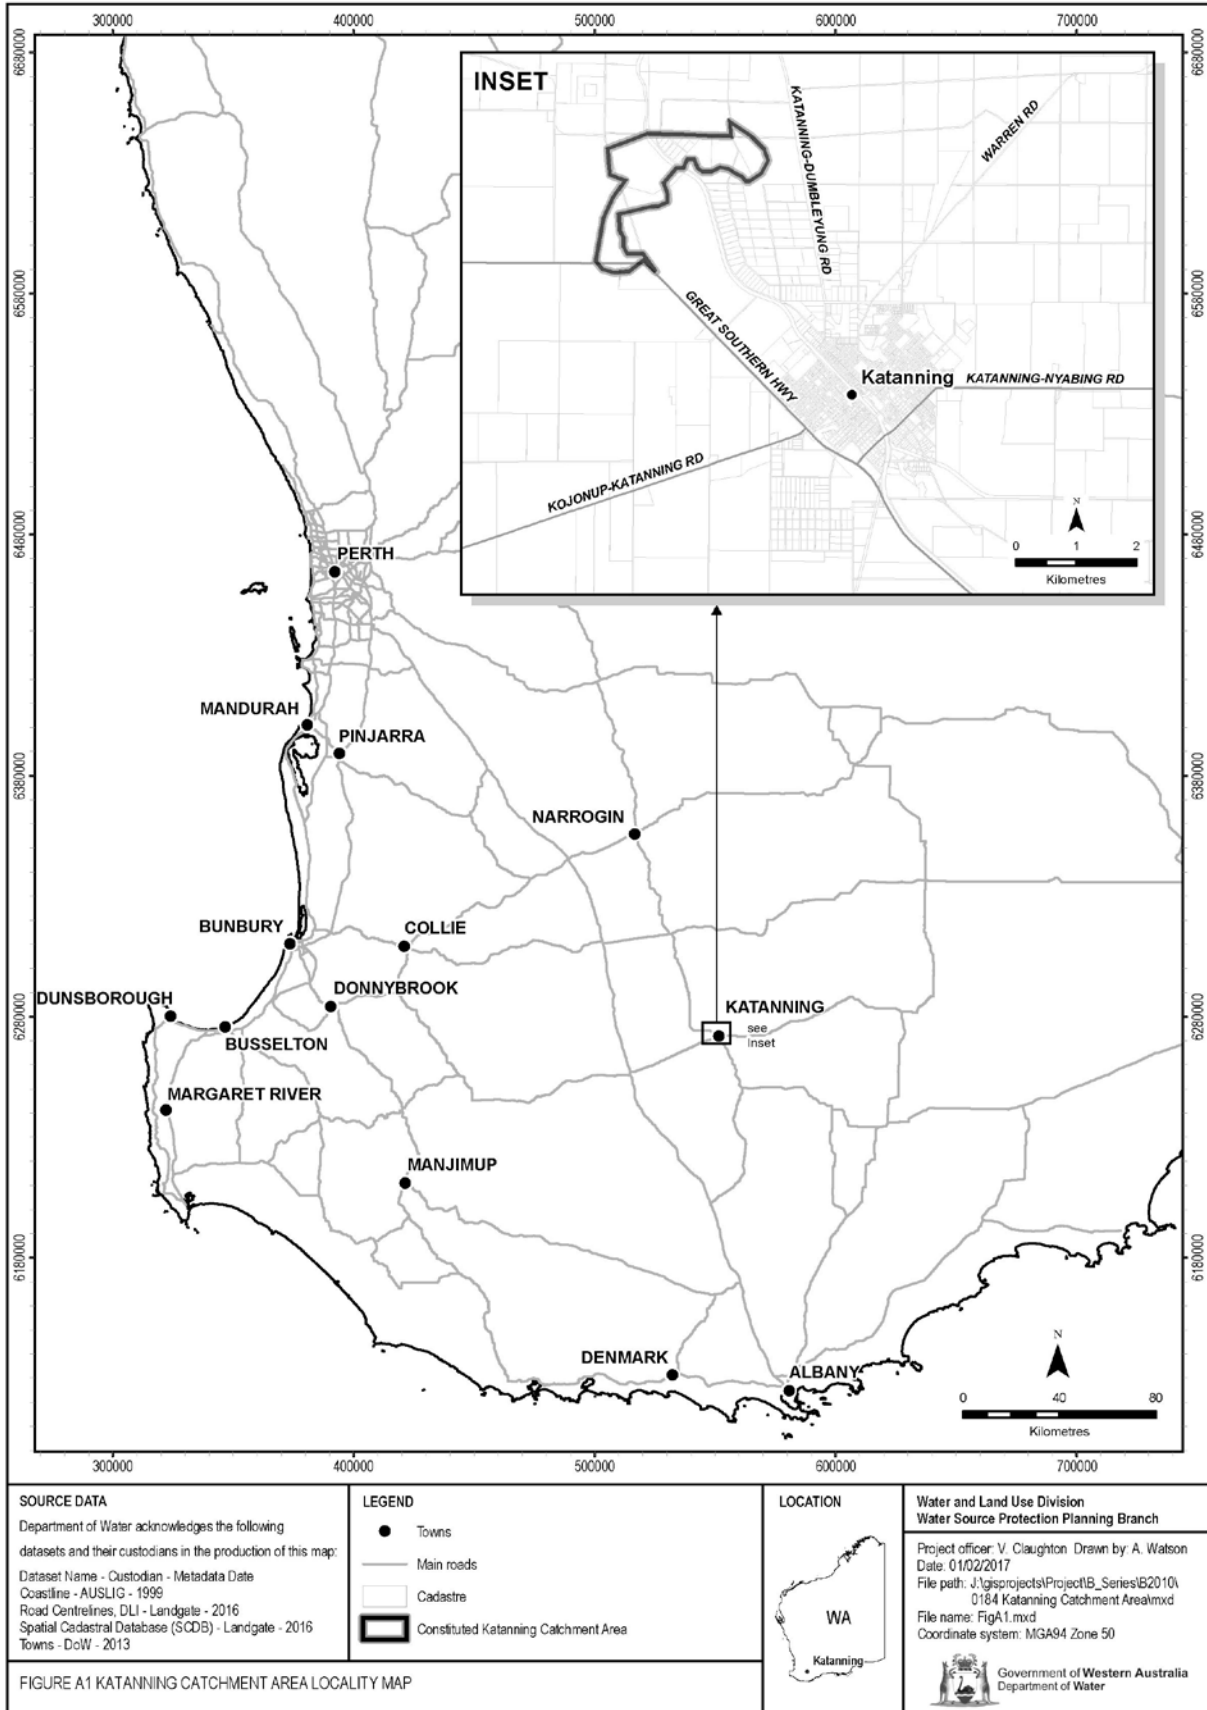 300000 400000 500000 600000 700000
6680000
6680000
INSET
KATANNING-DUMBLEYUNG RD
WARREN RD
GREAT SOUTHERN HWY
Katanning
KATANNING-NYABING RD
KOJONUP-KATANNING RD
N
0 1 2
Kilometres
6580000
6580000
6480000
6480000
PERTH
MANDURAH
PINJARRA
6380000
6380000
NARROGIN
BUNBURY
COLLIE
DUNSBOROUGH
DONNYBROOK
KATANNING
see
Inset
6280000
6280000
BUSSELTON
MARGARET RIVER
MANJIMUP
6180000
6180000
DENMARK
ALBANY
N
0 40 80
Kilometres
300000 400000 500000 600000 700000
SOURCE DATA
Department of Water acknowledges the following
datasets and their custodians in the production of this map:
Dataset Name - Custodian - Metadata Date
Coastline - AUSLIG - 1999
Road Centrelines, DLI - Landgate - 2016
Spatial Cadastral Database (SCDB) - Landgate - 2016
Towns - DoW - 2013
LEGEND
Towns
Main roads
Cadastre
Constituted Katanning Catchment Area
LOCATION
WA
Katanning
Water and Land Use Division
Water Source Protection Planning Branch
Project officer: V. Claughton Drawn by: A. Watson
Date: 01/02/2017
File path: J:\gisprojects\Project\B_Series\B2010\
0184 Katanning Catchment Area\mxd
File name: FigA1.mxd
Coordinate system: MGA94 Zone 50
Government of Western Australia
Department of Water
FIGURE A1 KATANNING CATCHMENT AREA LOCALITY MAP